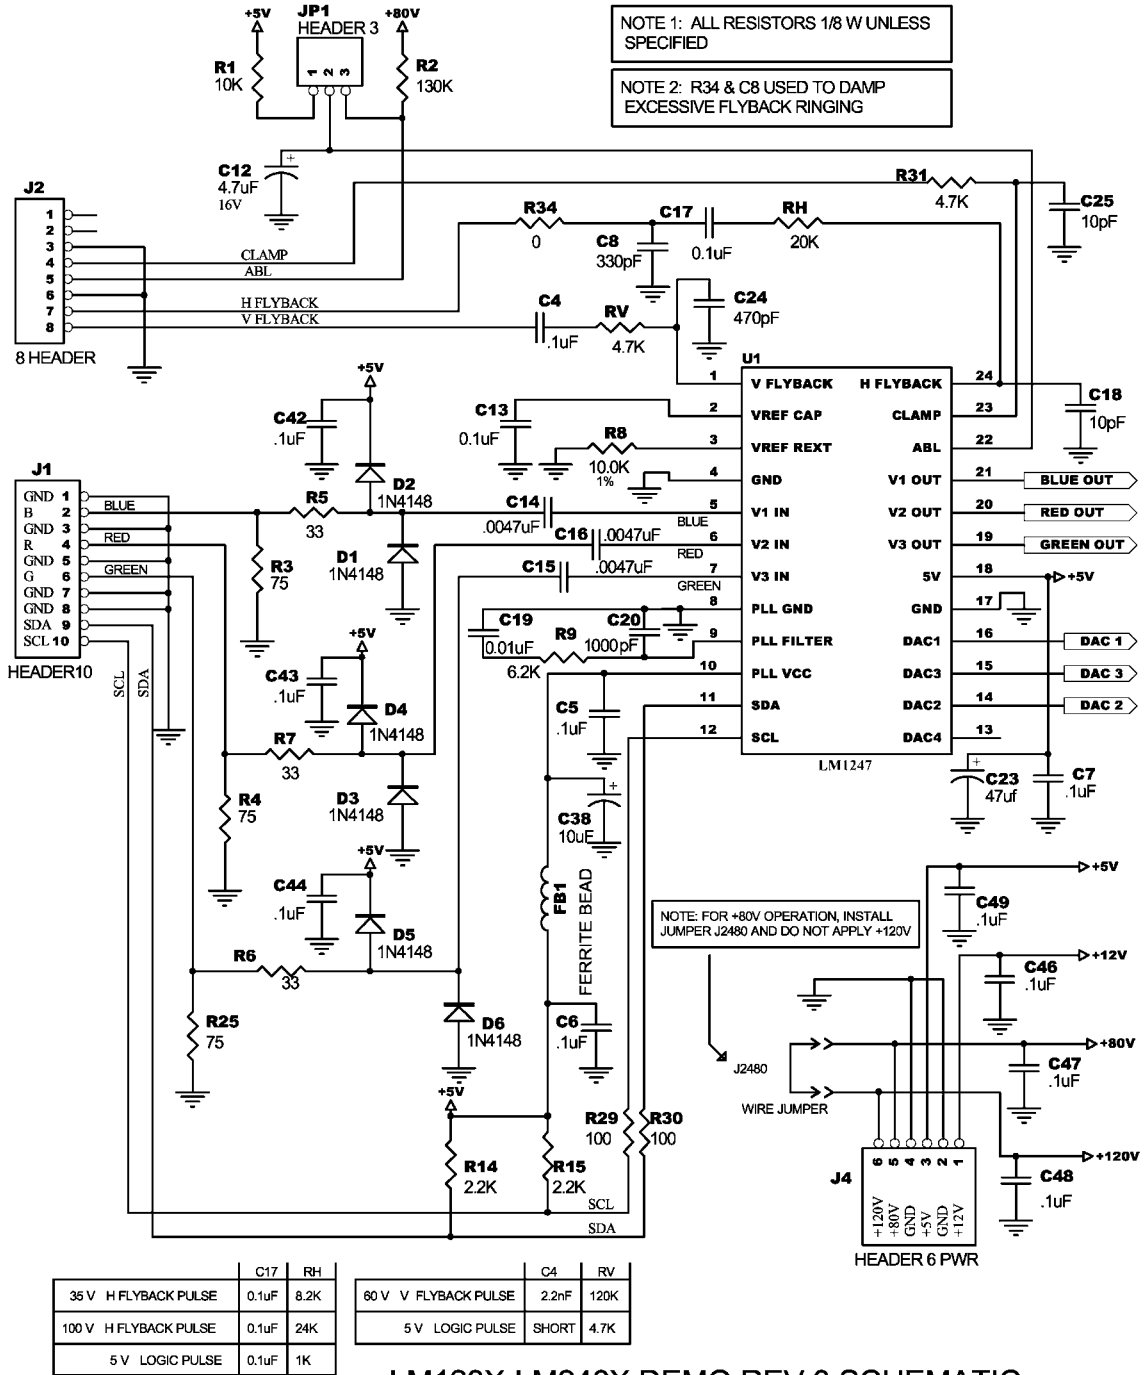 +5V
JP1
HEADER 3
+80V
R1
10K
1 2 3
R2
130K
NOTE 1: ALL RESISTORS 1/8 W UNLESS
SPECIFIED
NOTE 2: R34 & C8 USED TO DAMP
EXCESSIVE FLYBACK RINGING
C12
4.7uF
16V
+
J2
1
2
3
4
5
6
7
8
8 HEADER
CLAMP
ABL
H FLYBACK
V FLYBACK
R34
0
C8
330pF
C17
0.1uF
RH
20K
R31
4.7K
C25
10pF
C4
.1uF
RV
4.7K
C24
470pF
U1
1 V FLYBACK H FLYBACK 24
2 VREF CAP CLAMP 23
3 VREF REXT ABL 22
4 GND V1 OUT 21 BLUE OUT
5 V1 IN V2 OUT 20 RED OUT
6 V2 IN V3 OUT 19 GREEN OUT
7 V3 IN 5V 18 +5V
8 PLL GND GND 17
9 PLL FILTER DAC1 16 DAC 1
10 PLL VCC DAC3 15 DAC 3
11 SDA DAC2 14 DAC 2
12 SCL DAC4 13
LM1247
C18
10pF
+5V
C42
.1uF
C13
0.1uF
R8
10.0K
1%
D2
1N4148
J1
GND 1
B 2
GND 3
R 4
GND 5
G 6
GND 7
GND 8
SDA 9
SCL 10
HEADER10
BLUE
RED
GREEN
SCL
SDA
R5
33
R3
75
D1
1N4148
C14
.0047uF
BLUE
C16
.0047uF
RED
C15
.0047uF
GREEN
C19
0.01uF
R9
6.2K
C20
1000pF
+5V
C43
.1uF
D4
1N4148
R7
33
R4
75
D3
1N4148
C5
.1uF
+
C38
10uF
+
C23
47uf
C7
.1uF
+5V
C44
.1uF
D5
1N4148
R6
33
R25
75
D6
1N4148
FB1
FERRITE BEAD
C6
.1uF
NOTE: FOR +80V OPERATION, INSTALL
JUMPER J2480 AND DO NOT APPLY +120V
J2480
WIRE JUMPER
+5V
C49
.1uF
+12V
C46
.1uF
+80V
C47
.1uF
+120V
C48
.1uF
J4
6 5 4 3 2 1
+120V
+80V
GND
+5V
GND
+12V
HEADER 6 PWR
+5V
R14
2.2K
R15
2.2K
R29
100
R30
100
SCL
SDA
C17 RH
35 V H FLYBACK PULSE 0.1uF 8.2K
100 V H FLYBACK PULSE 0.1uF 24K
5 V LOGIC PULSE 0.1uF 1K
C4 RV
60 V V FLYBACK PULSE 2.2nF 120K
5 V LOGIC PULSE SHORT 4.7K